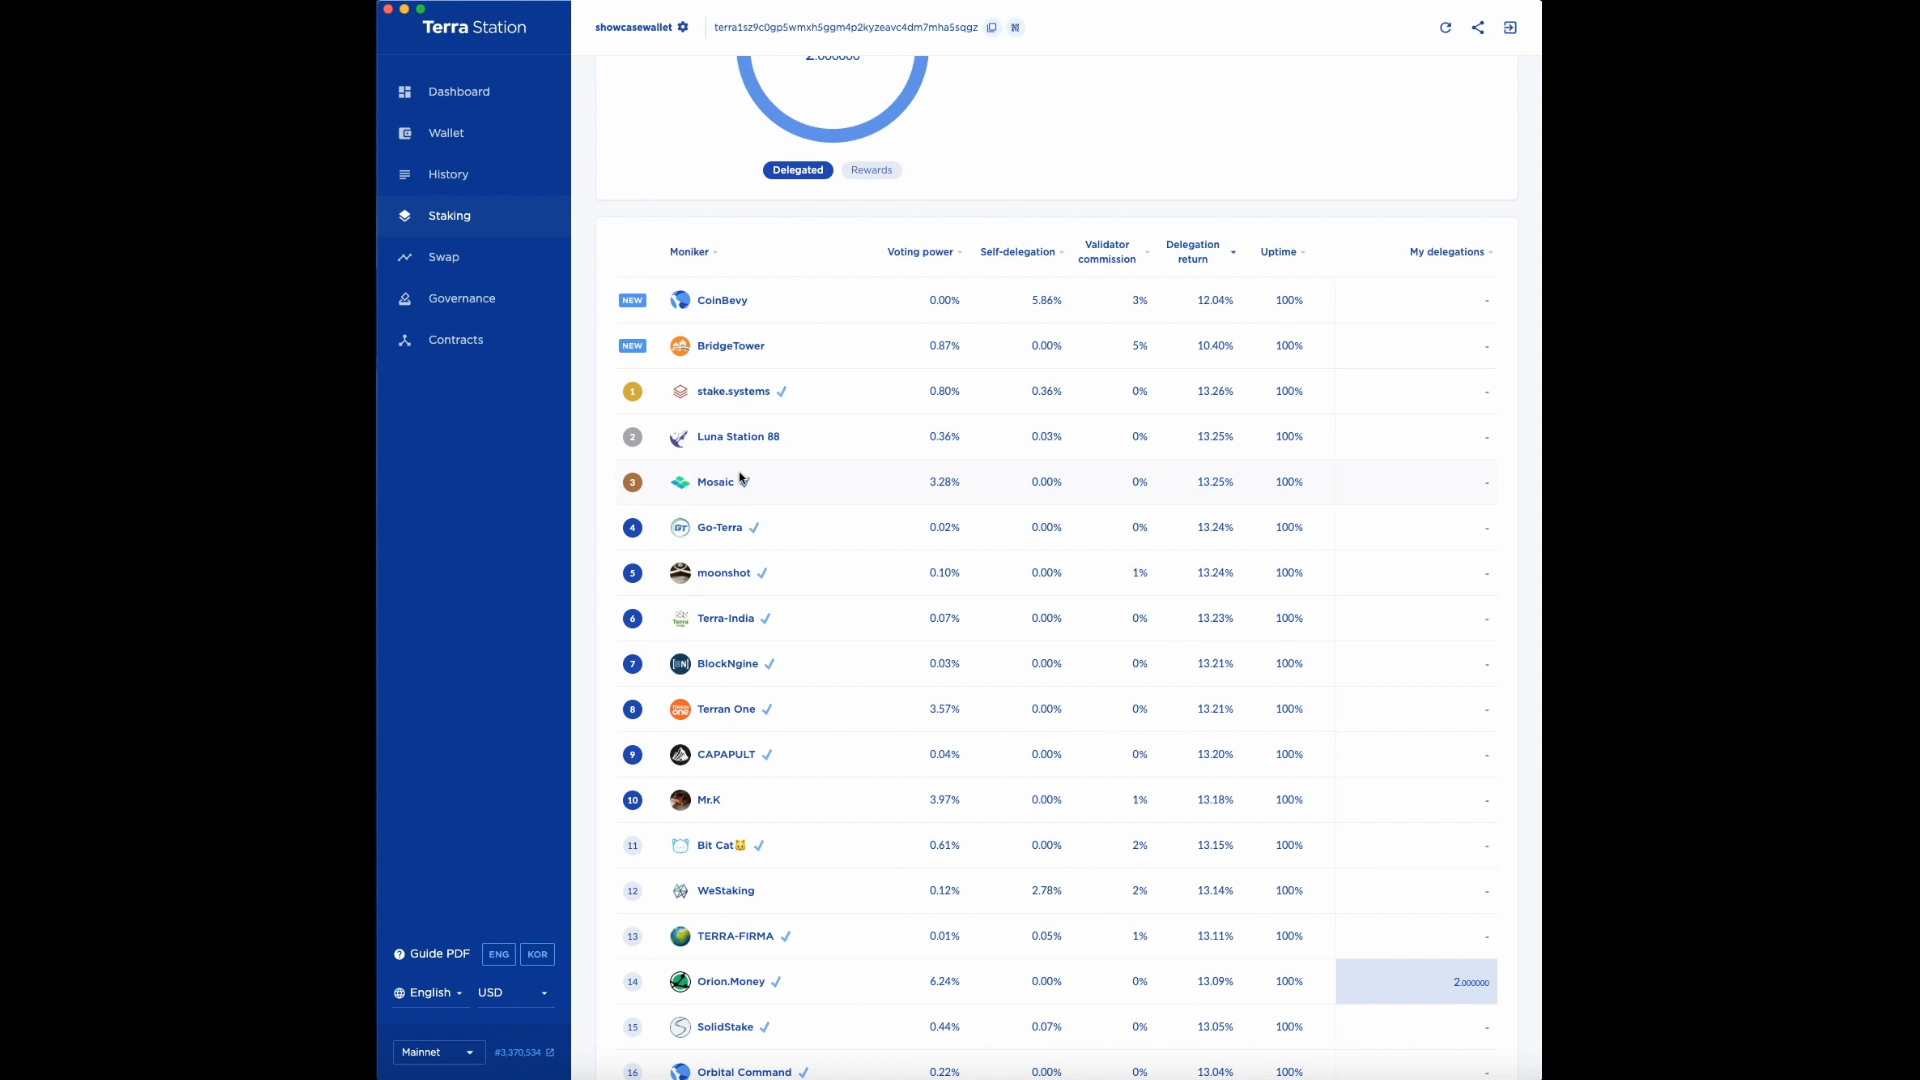 Terra Station
showcasewallet
terra1sz9c0gp5wmxh5ggm4p2kyzeavc4dm7mha5sqgz
Dashboard
Wallet
History
Staking
Swap
Governance
Contracts
Guide PDF ENG KOR
English USD
Mainnet #3,370,534
2.000000
Delegated Rewards
Moniker Voting power Self-delegation Validator commission Delegation return Uptime My delegations
NEW CoinBevy 0.00% 5.86% 3% 12.04% 100% -
NEW BridgeTower 0.87% 0.00% 5% 10.40% 100% -
1 stake.systems 0.80% 0.36% 0% 13.26% 100% -
2 Luna Station 88 0.36% 0.03% 0% 13.25% 100% -
3 Mosaic 3.28% 0.00% 0% 13.25% 100% -
4 GT Go-Terra 0.02% 0.00% 0% 13.24% 100% -
5 moonshot 0.10% 0.00% 1% 13.24% 100% -
6 Terra-India 0.07% 0.00% 0% 13.23% 100% -
7 [BN] BlockNgine 0.03% 0.00% 0% 13.21% 100% -
8 Terran One 3.57% 0.00% 0% 13.21% 100% -
9 CAPAPULT 0.04% 0.00% 0% 13.20% 100% -
10 Mr.K 3.97% 0.00% 1% 13.18% 100% -
11 Bit Cat🐱 0.61% 0.00% 2% 13.15% 100% -
12 WeStaking 0.12% 2.78% 2% 13.14% 100% -
13 TERRA-FIRMA 0.01% 0.05% 1% 13.11% 100% -
14 Orion.Money 6.24% 0.00% 0% 13.09% 100% 2.000000
15 SolidStake 0.44% 0.07% 0% 13.05% 100% -
16 Orbital Command 0.22% 0.00% 0% 13.04% 100% -